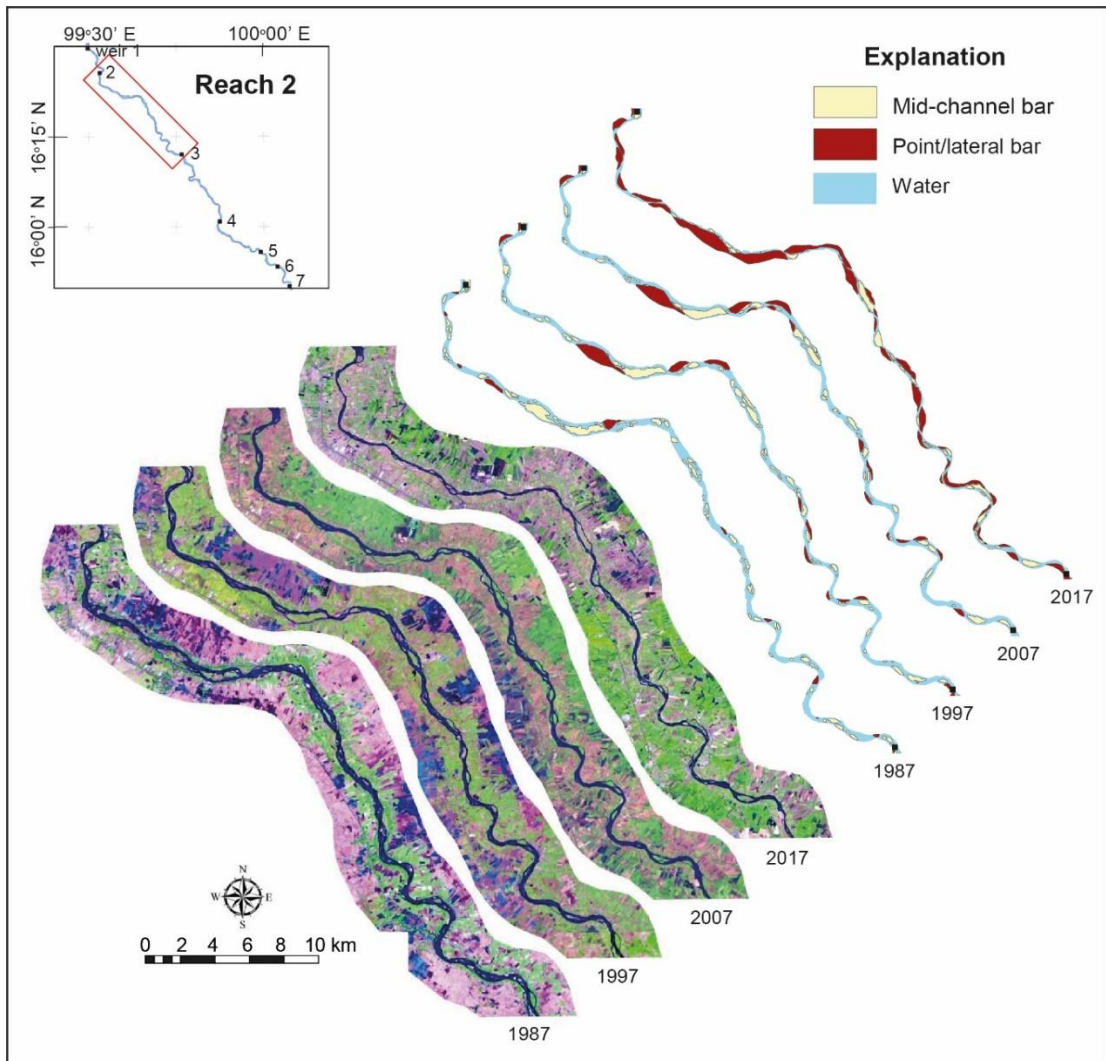 99°30' E
100°00' E
weir 1
2
Reach 2
16°15' N
3
16°00' N
4
5
6
7
Explanation
Mid-channel bar
Point/lateral bar
Water
2017
2007
1997
1987
2017
2007
1997
1987
N
W
E
S
0 2 4 6 8 10 km